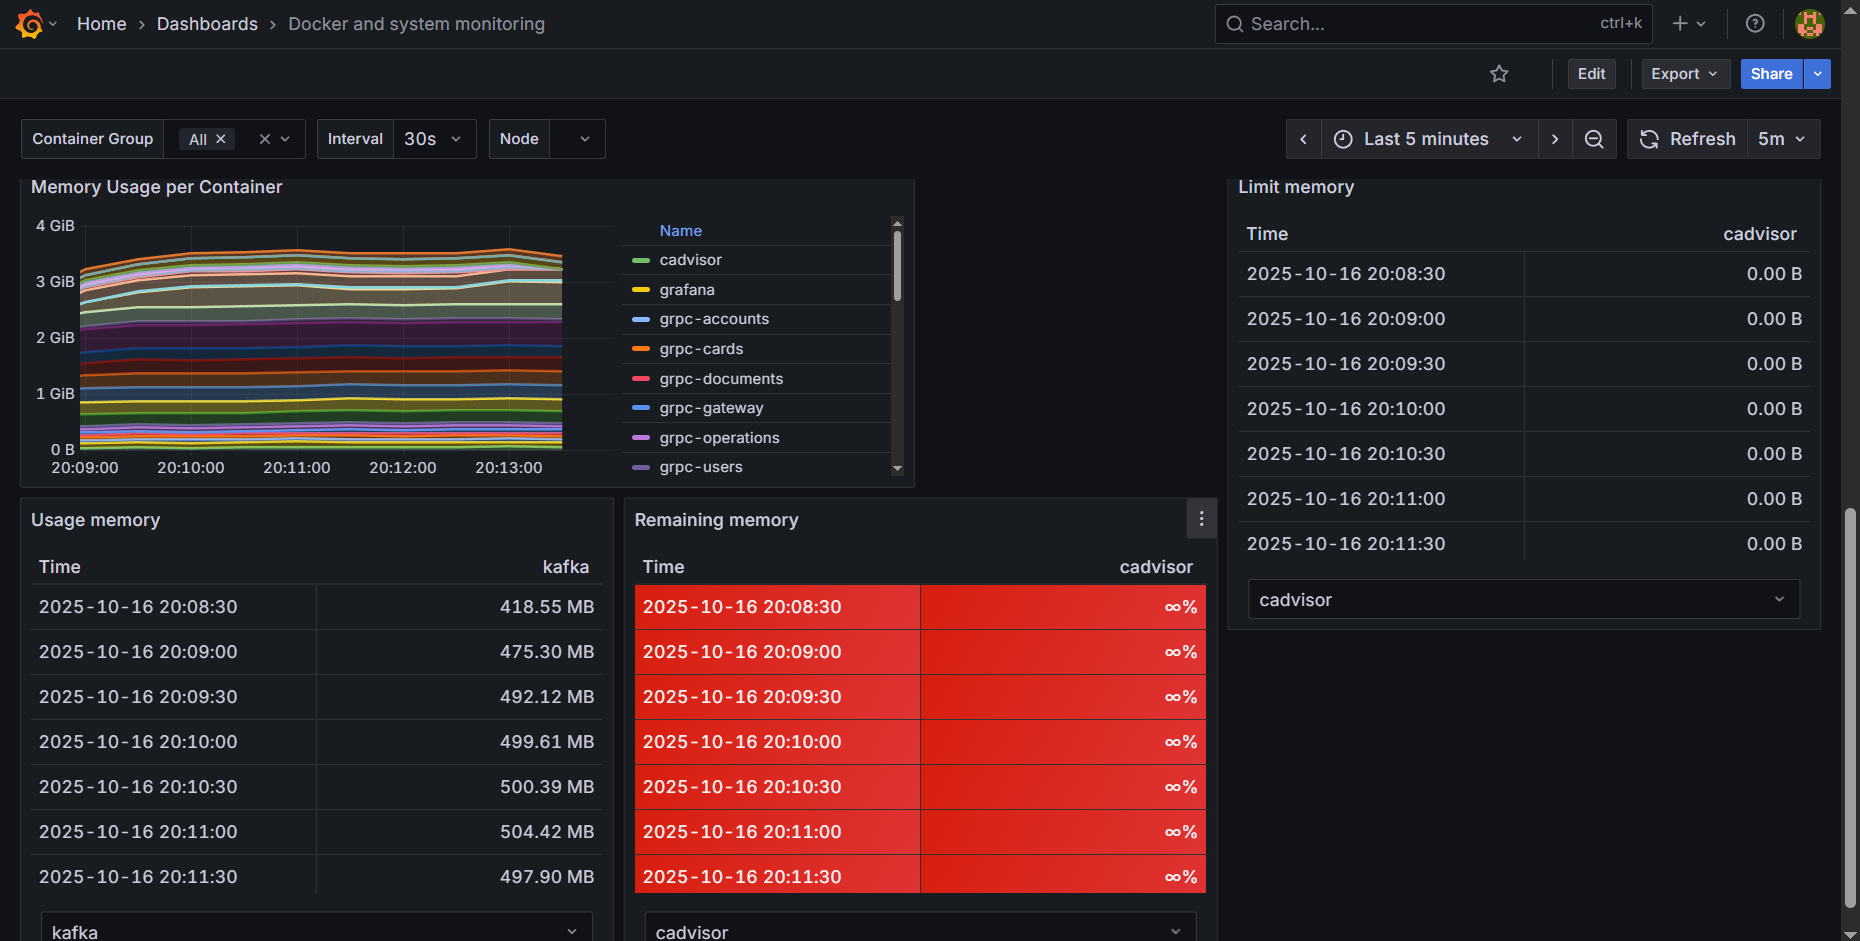 Home › Dashboards › Docker and system monitoring
Search... ctrl+k
Edit Export Share
Container Group All Interval 30s Node Last 5 minutes Refresh 5m
Memory Usage per Container
4 GiB
3 GiB
2 GiB
1 GiB
0 B
20:09:00 20:10:00 20:11:00 20:12:00 20:13:00
Name
cadvisor
grafana
grpc-accounts
grpc-cards
grpc-documents
grpc-gateway
grpc-operations
grpc-users
Limit memory
Time cadvisor
2025-10-16 20:08:30 0.00 B
2025-10-16 20:09:00 0.00 B
2025-10-16 20:09:30 0.00 B
2025-10-16 20:10:00 0.00 B
2025-10-16 20:10:30 0.00 B
2025-10-16 20:11:00 0.00 B
2025-10-16 20:11:30 0.00 B
cadvisor
Usage memory
Time kafka
2025-10-16 20:08:30 418.55 MB
2025-10-16 20:09:00 475.30 MB
2025-10-16 20:09:30 492.12 MB
2025-10-16 20:10:00 499.61 MB
2025-10-16 20:10:30 500.39 MB
2025-10-16 20:11:00 504.42 MB
2025-10-16 20:11:30 497.90 MB
kafka
Remaining memory
Time cadvisor
2025-10-16 20:08:30 ∞%
2025-10-16 20:09:00 ∞%
2025-10-16 20:09:30 ∞%
2025-10-16 20:10:00 ∞%
2025-10-16 20:10:30 ∞%
2025-10-16 20:11:00 ∞%
2025-10-16 20:11:30 ∞%
cadvisor